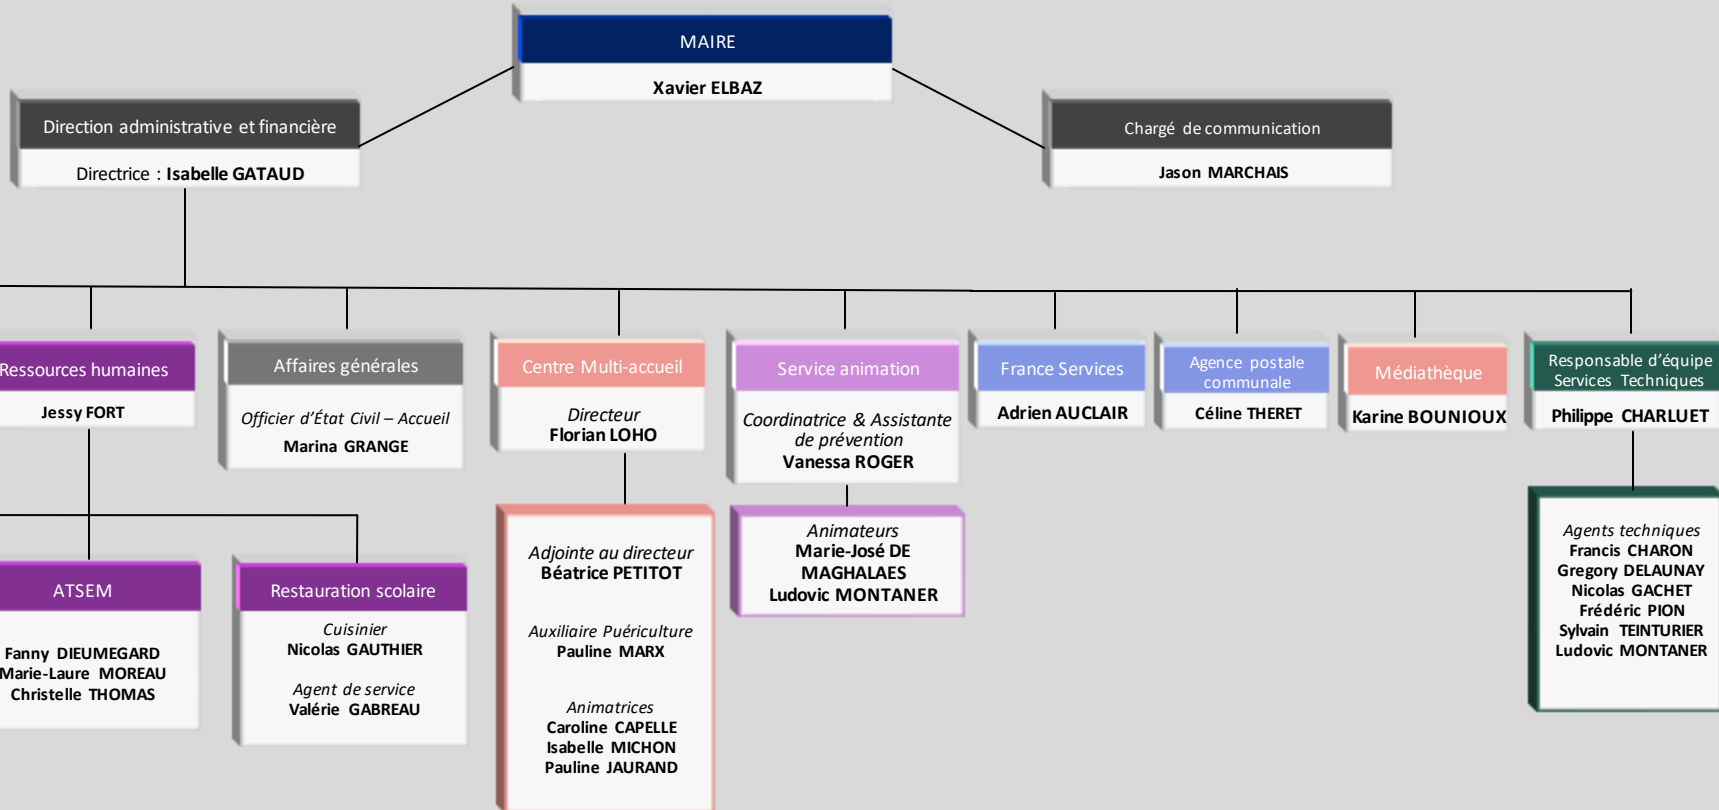 MAIRE
Xavier ELBAZ
Direction administrative et financière
Directrice : Isabelle GATAUD
Chargé de communication
Jason MARCHAIS
Ressources humaines
Jessy FORT
Affaires générales
Officier d'État Civil – Accueil
Marina GRANGE
Centre Multi-accueil
Directeur
Florian LOHO
Service animation
Coordinatrice & Assistante
de prévention
Vanessa ROGER
France Services
Adrien AUCLAIR
Agence postale
communale
Céline THERET
Médiathèque
Karine BOUNIOUX
Responsable d'équipe
Services Techniques
Philippe CHARLUET
ATSEM
Fanny DIEUMEGARD
Marie-Laure MOREAU
Christelle THOMAS
Restauration scolaire
Cuisinier
Nicolas GAUTHIER
Agent de service
Valérie GABREAU
Adjointe au directeur
Béatrice PETITOT
Auxiliaire Puériculture
Pauline MARX
Animatrices
Caroline CAPELLE
Isabelle MICHON
Pauline JAURAND
Animateurs
Marie-José DE
MAGHALAES
Ludovic MONTANER
Agents techniques
Francis CHARON
Gregory DELAUNAY
Nicolas GACHET
Frédéric PION
Sylvain TEINTURIER
Ludovic MONTANER